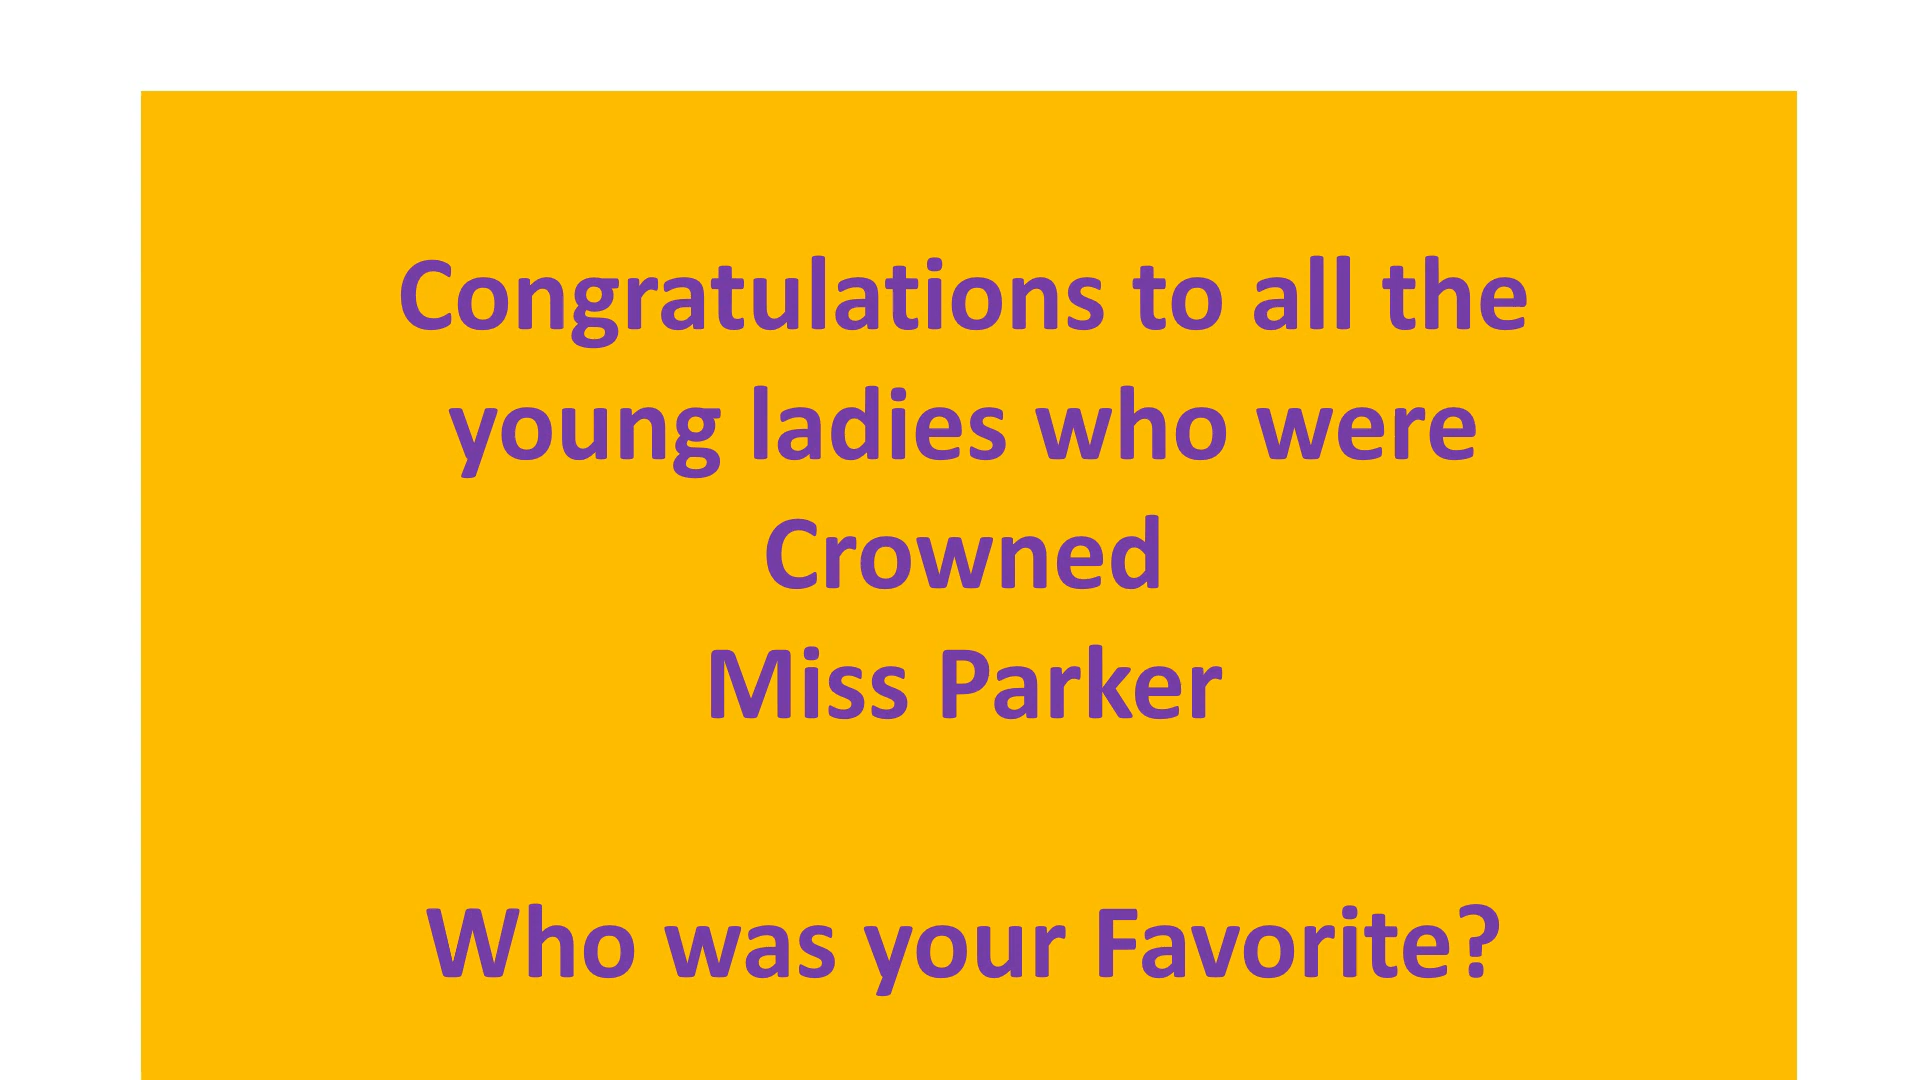 Congratulations to all the
young ladies who were
Crowned
Miss Parker
Who was your Favorite?